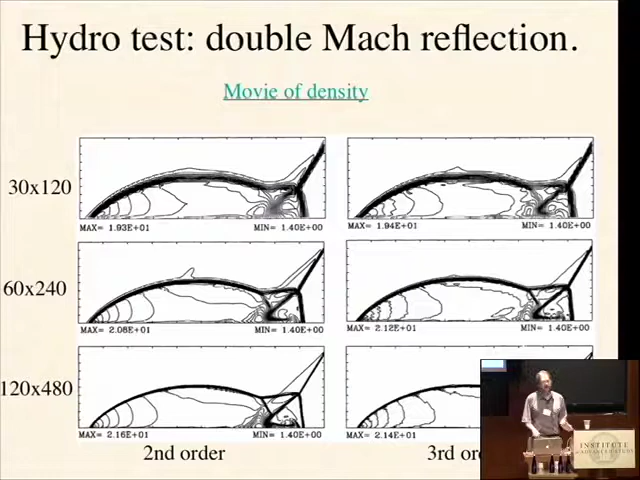 Hydro test: double Mach reflection.
Movie of density
30x120
MAX= 1.93E+01 MIN= 1.40E+00
MAX= 1.94E+01 MIN= 1.40E+00
60x240
MAX= 2.08E+01 MIN= 1.40E+00
MAX= 2.12E+01 MIN= 1.40E+00
120x480
MAX= 2.16E+01 MIN= 1.40E+00
MAX= 2.14E+01
2nd order
3rd or
INSTITUTE